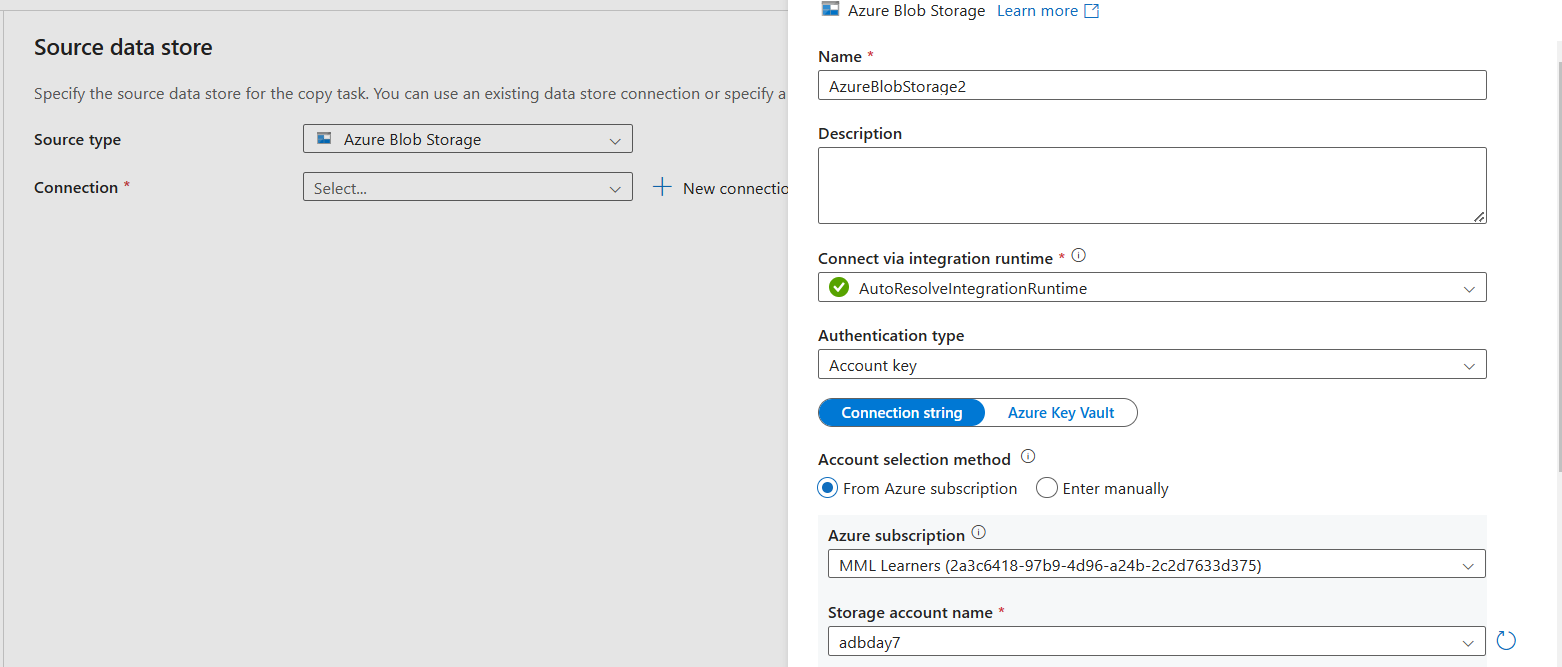 Source data store
Specify the source data store for the copy task. You can use an existing data store connection or specify a
Source type
Azure Blob Storage
Connection *
Select...
New connectio
Azure Blob Storage Learn more
Name *
AzureBlobStorage2
Description
Connect via integration runtime *
AutoResolveIntegrationRuntime
Authentication type
Account key
Connection string
Azure Key Vault
Account selection method
From Azure subscription
Enter manually
Azure subscription
MML Learners (2a3c6418-97b9-4d96-a24b-2c2d7633d375)
Storage account name *
adbday7